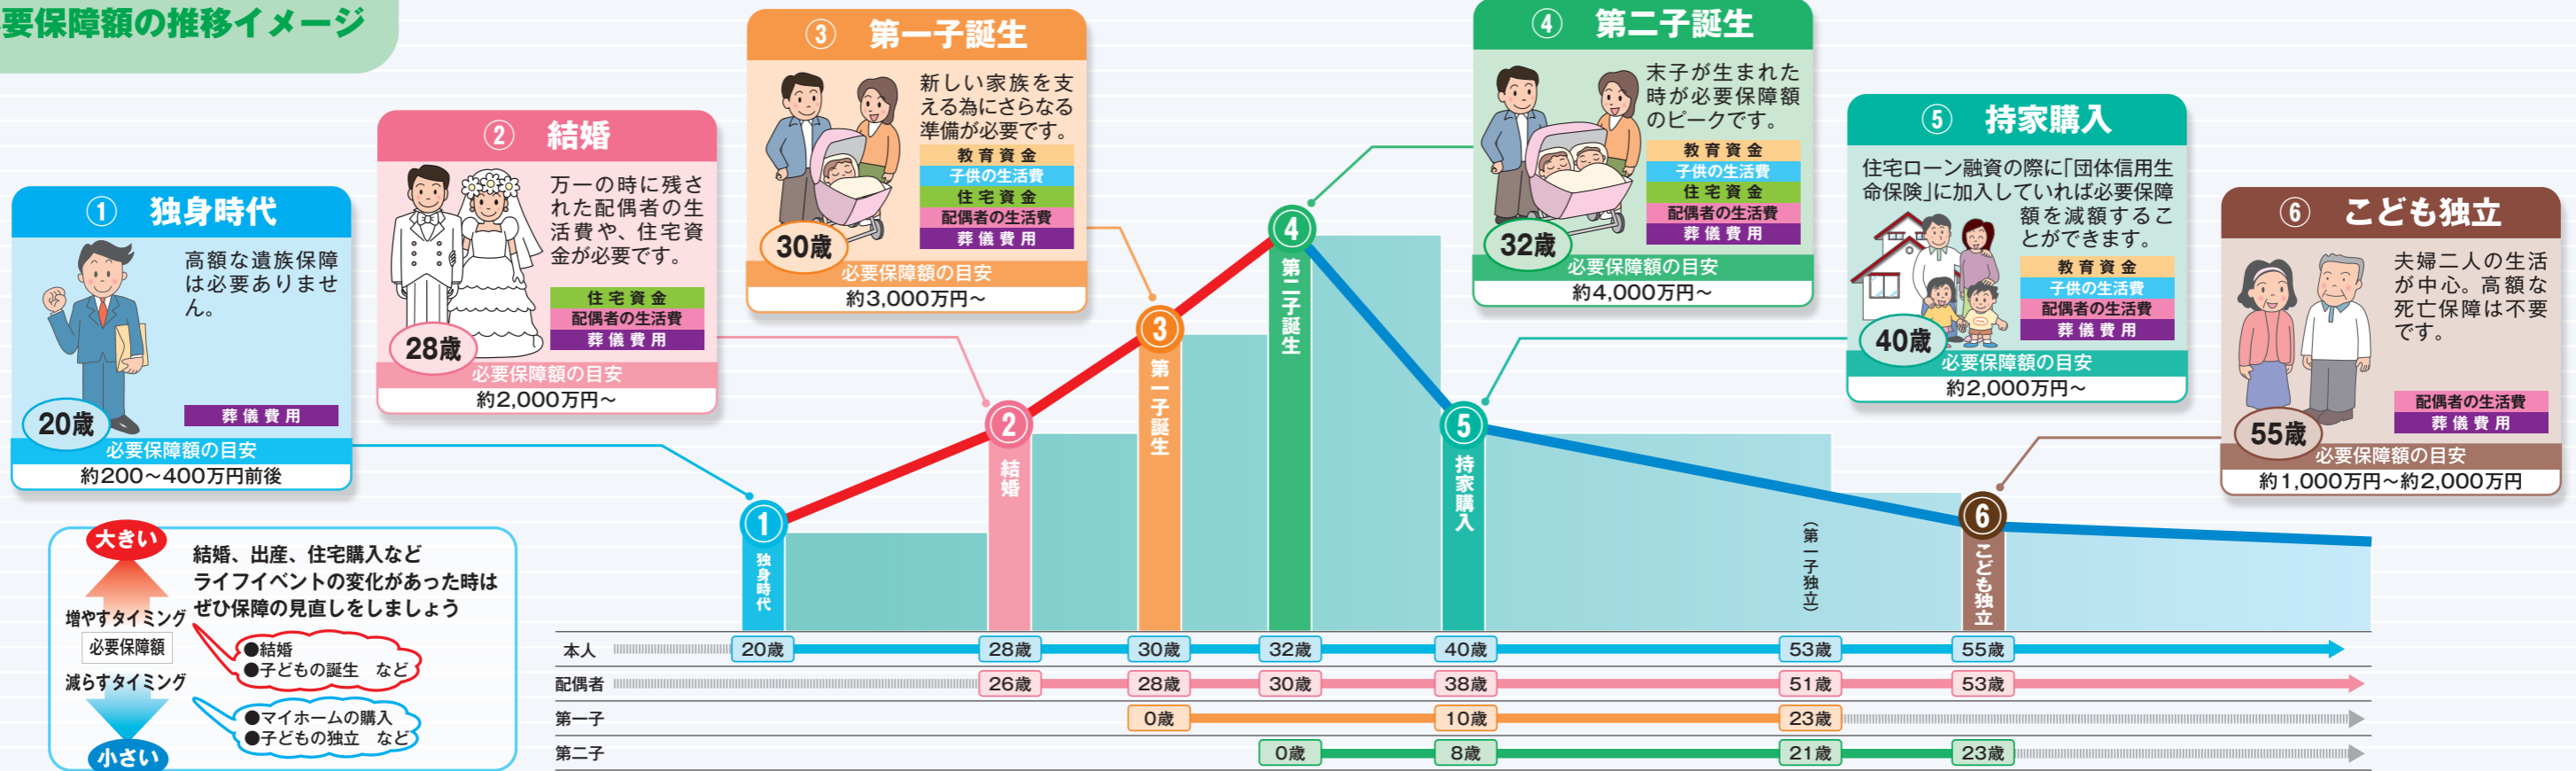 要保障額の推移イメージ
① 独身時代
高額な遺族保障
は必要ありませ
ん。
葬儀費用
20歳
必要保障額の目安
約200～400万円前後
② 結婚
万一の時に残さ
れた配偶者の生
活費や、住宅資
金が必要です。
住宅資金
配偶者の生活費
葬儀費用
28歳
必要保障額の目安
約2,000万円～
③ 第一子誕生
新しい家族を支
える為にさらなる
準備が必要です。
教育資金
子供の生活費
住宅資金
配偶者の生活費
葬儀費用
30歳
必要保障額の目安
約3,000万円～
④ 第二子誕生
末子が生まれた
時が必要保障額
のピークです。
教育資金
子供の生活費
住宅資金
配偶者の生活費
葬儀費用
32歳
必要保障額の目安
約4,000万円～
⑤ 持家購入
住宅ローン融資の際に「団体信用生
命保険」に加入していれば必要保障
額を減額するこ
とができます。
教育資金
子供の生活費
配偶者の生活費
葬儀費用
40歳
必要保障額の目安
約2,000万円～
⑥ こども独立
夫婦二人の生活
が中心。高額な
死亡保障は不要
です。
配偶者の生活費
葬儀費用
55歳
必要保障額の目安
約1,000万円～約2,000万円
1
独身時代
2
結婚
3
第一子誕生
4
第二子誕生
5
持家購入
（第一子独立）
6
こども独立
大きい
増やすタイミング
必要保障額
減らすタイミング
小さい
結婚、出産、住宅購入など
ライフイベントの変化があった時は
ぜひ保障の見直しをしましょう
●結婚
●子どもの誕生 など
●マイホームの購入
●子どもの独立 など
本人 20歳 28歳 30歳 32歳 40歳 53歳 55歳
配偶者 26歳 28歳 30歳 38歳 51歳 53歳
第一子 0歳 10歳 23歳
第二子 0歳 8歳 21歳 23歳